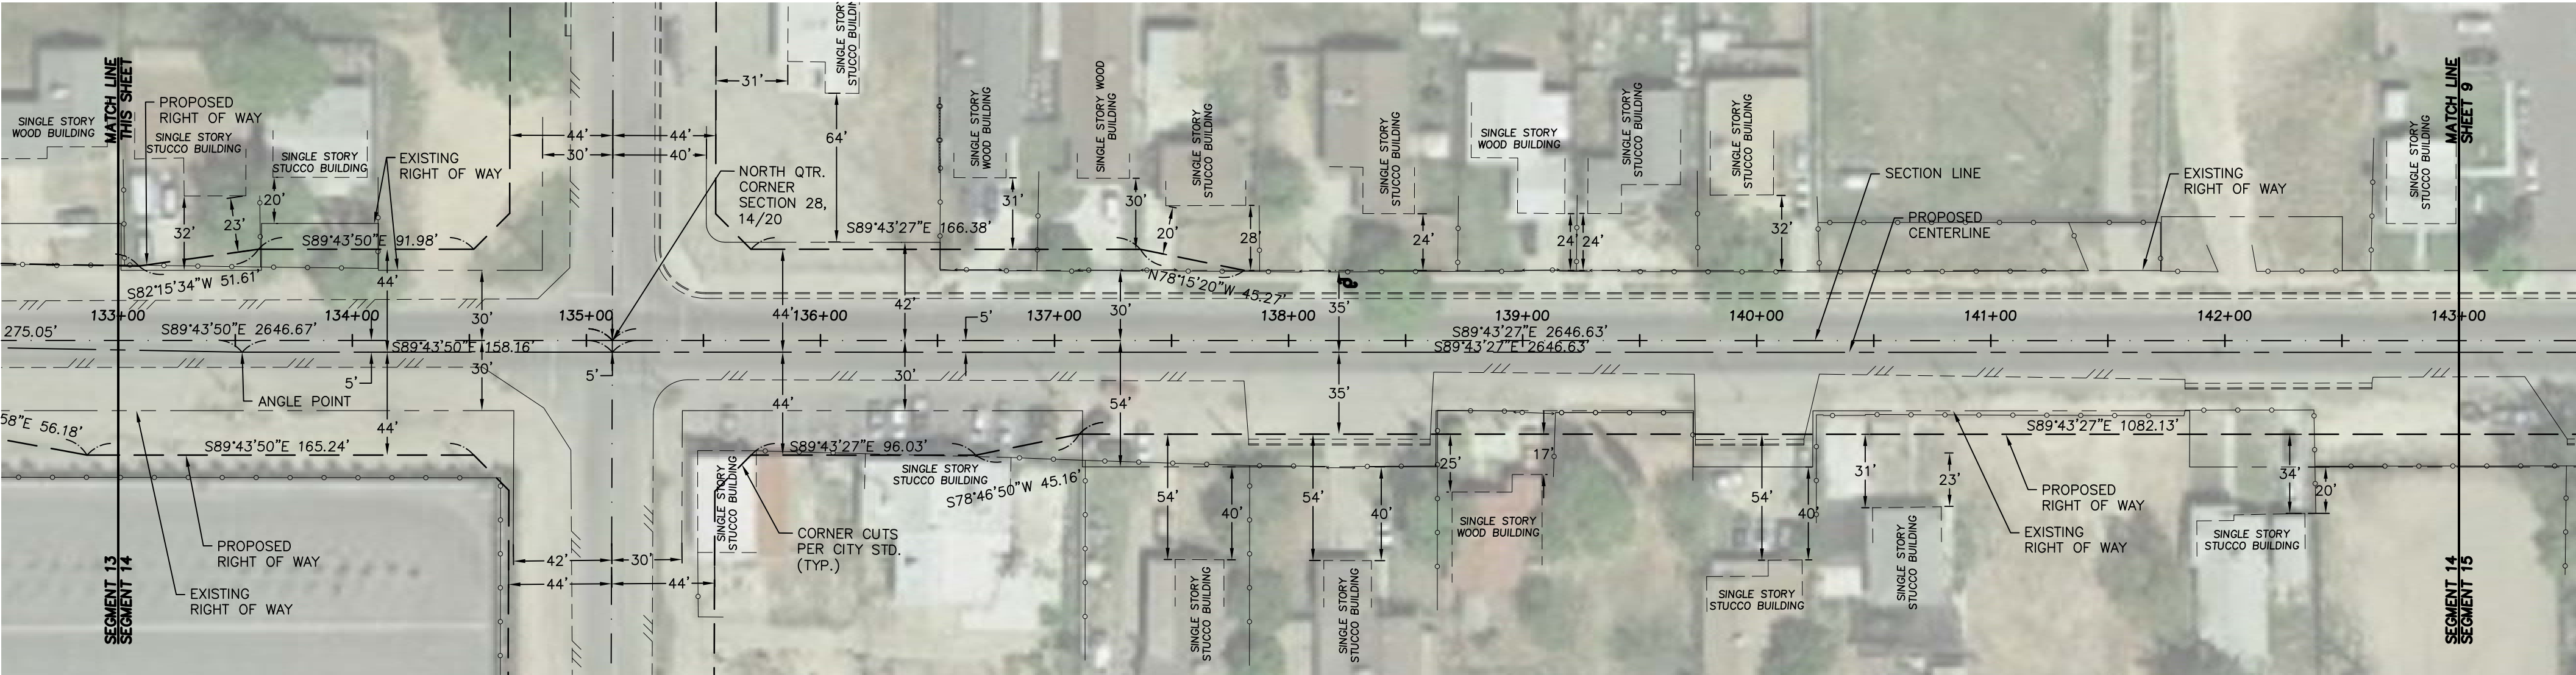 MATCH LINE
THIS SHEET
PROPOSED
RIGHT OF WAY
SINGLE STORY
WOOD BUILDING
SINGLE STORY
STUCCO BUILDING
SINGLE STORY
STUCCO BUILDING
EXISTING
RIGHT OF WAY
32'
23'
20'
S89°43'50"E 91.98'
S82°15'34"W 51.61'
44'
30'
44'
40'
31'
64'
SINGLE STORY
STUCCO BUILDIN
NORTH QTR.
CORNER
SECTION 28,
14/20
S89°43'27"E 166.38'
SINGLE STORY
WOOD BUILDING
31'
SINGLE STORY WOOD
BUILDING
30'
20'
SINGLE STORY
STUCCO BUILDING
28'
N78°15'20"W 45.27'
SINGLE STORY
STUCCO BUILDING
24'
SINGLE STORY
WOOD BUILDING
24'
24'
SINGLE STORY
STUCCO BUILDING
SINGLE STORY
STUCCO BUILDING
32'
SECTION LINE
PROPOSED
CENTERLINE
EXISTING
RIGHT OF WAY
SINGLE STORY
STUCCO BUILDING
MATCH LINE
SHEET 9
133+00
134+00
135+00
136+00
137+00
138+00
139+00
140+00
141+00
142+00
143+00
275.05'
S89°43'50"E 2646.67'
S89°43'50"E 158.16'
44'
30'
30'
5'
44'
ANGLE POINT
5'
44'
44'
42'
30'
5'
30'
54'
35'
35'
S89°43'27"E 2646.63'
S89°43'27"E 2646.63'
58"E 56.18'
S89°43'50"E 165.24'
PROPOSED
RIGHT OF WAY
EXISTING
RIGHT OF WAY
SEGMENT 13
SEGMENT 14
42'
30'
44'
44'
SINGLE STORY
STUCCO BUILDING
S89°43'27"E 96.03'
SINGLE STORY
STUCCO BUILDING
S78°46'50"W 45.16'
CORNER CUTS
PER CITY STD.
(TYP.)
54'
40'
SINGLE STORY
STUCCO BUILDING
54'
40'
SINGLE STORY
STUCCO BUILDING
25'
17'
SINGLE STORY
WOOD BUILDING
54'
40'
SINGLE STORY
STUCCO BUILDING
31'
23'
SINGLE STORY
STUCCO BUILDING
S89°43'27"E 1082.13'
PROPOSED
RIGHT OF WAY
EXISTING
RIGHT OF WAY
34'
20'
SINGLE STORY
STUCCO BUILDING
SEGMENT 14
SEGMENT 15